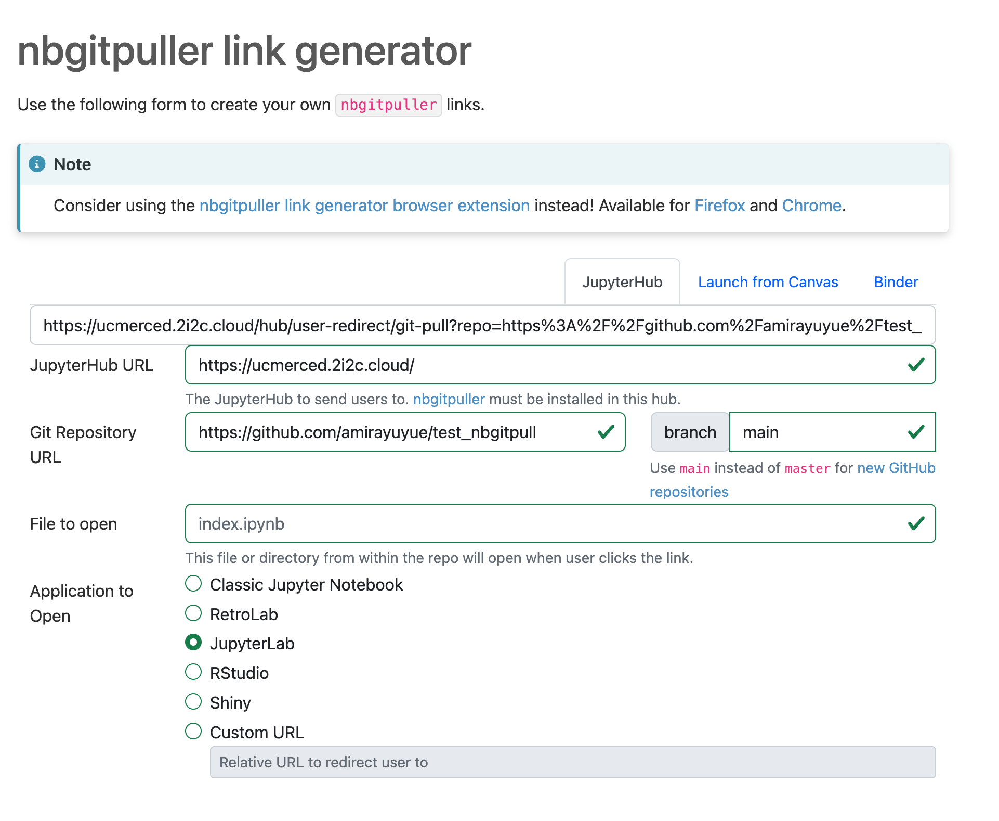 nbgitpuller link generator
Use the following form to create your own nbgitpuller links.
Note
Consider using the nbgitpuller link generator browser extension instead! Available for Firefox and Chrome.
JupyterHub
Launch from Canvas
Binder
https://ucmerced.2i2c.cloud/hub/user-redirect/git-pull?repo=https%3A%2F%2Fgithub.com%2Famirayuyue%2Ftest_
JupyterHub URL
https://ucmerced.2i2c.cloud/
The JupyterHub to send users to. nbgitpuller must be installed in this hub.
Git Repository
URL
https://github.com/amirayuyue/test_nbgitpull
branch
main
Use main instead of master for new GitHub
repositories
File to open
index.ipynb
This file or directory from within the repo will open when user clicks the link.
Application to
Open
Classic Jupyter Notebook
RetroLab
JupyterLab
RStudio
Shiny
Custom URL
Relative URL to redirect user to